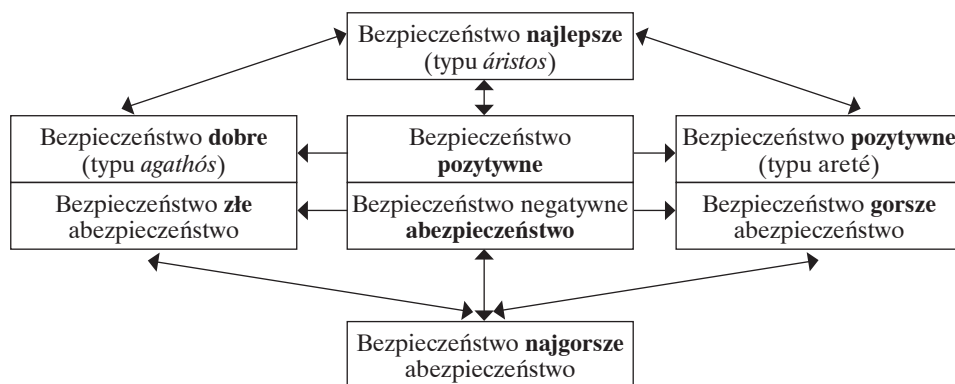 Bezpieczeństwo najlepsze
(typu áristos)
Bezpieczeństwo dobre
(typu agathós)
Bezpieczeństwo
pozytywne
Bezpieczeństwo pozytywne
(typu areté)
Bezpieczeństwo złe
abezpieczeństwo
Bezpieczeństwo negatywne
abezpieczeństwo
Bezpieczeństwo gorsze
abezpieczeństwo
Bezpieczeństwo najgorsze
abezpieczeństwo